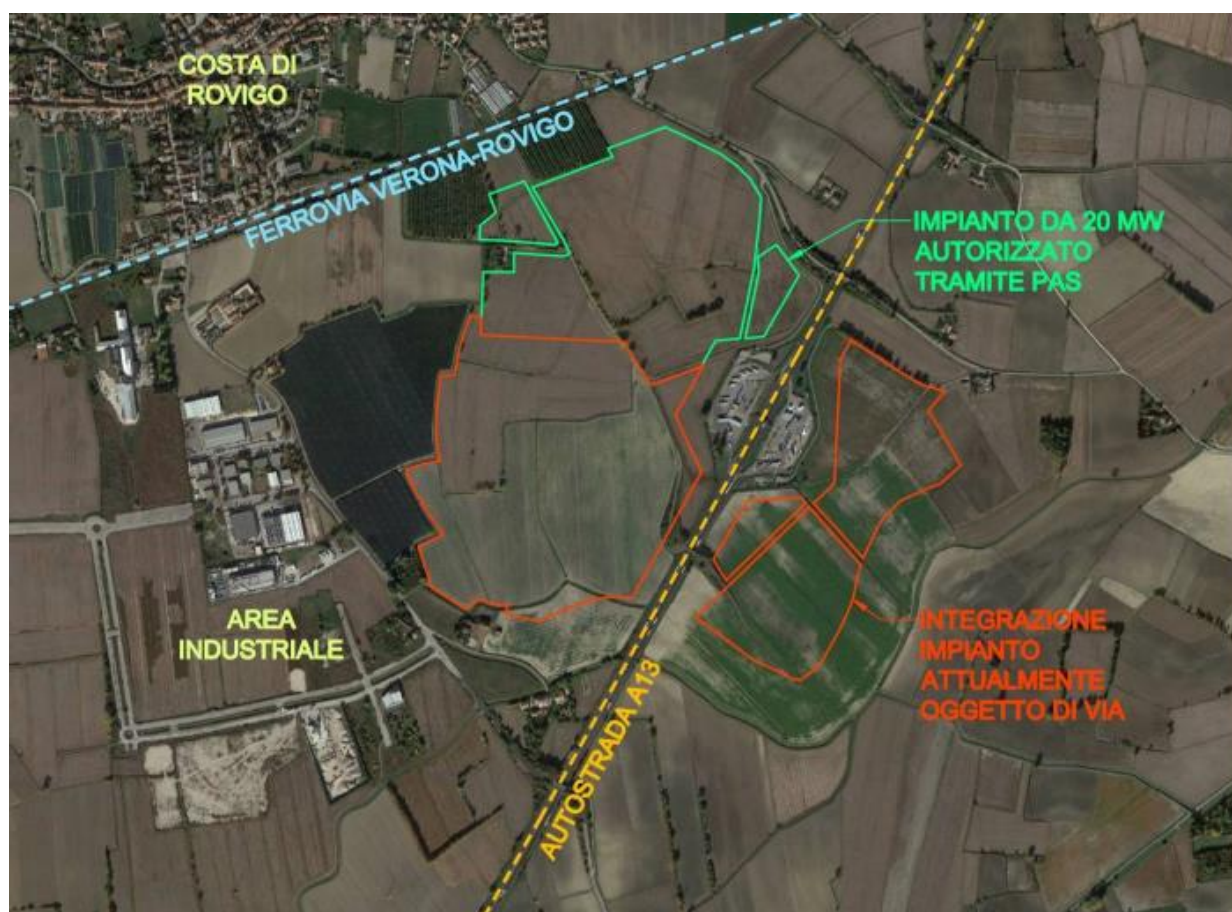 COSTA DI
ROVIGO
FERROVIA VERONA-ROVIGO
IMPIANTO DA 20 MW
AUTORIZZATO
TRAMITE PAS
AREA
INDUSTRIALE
INTEGRAZIONE
IMPIANTO
ATTUALMENTE
OGGETTO DI VIA
AUTOSTRADA A13